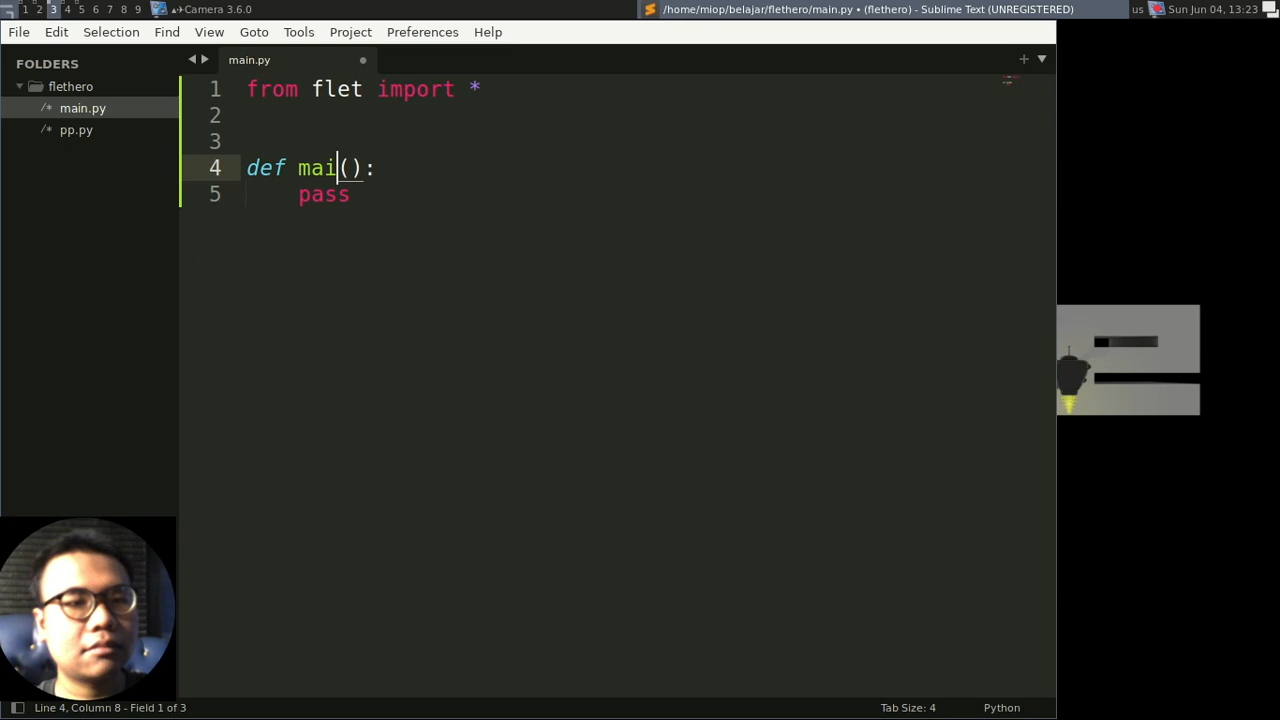 1 2 3 4 5 6 7 8 9 Camera 3.6.0 /home/miop/belajar/flethero/main.py • (flethero) - Sublime Text (UNREGISTERED) us Sun Jun 04, 13:23
File Edit Selection Find View Goto Tools Project Preferences Help
FOLDERS
flethero
/* main.py
/* pp.py
main.py
1 from flet import *
2
3
4 def mai():
5 pass
Line 4, Column 8 - Field 1 of 3 Tab Size: 4 Python